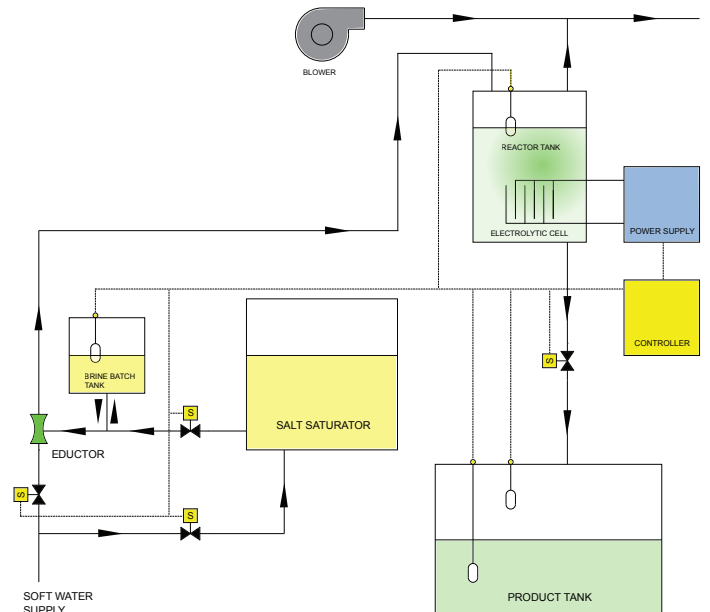 BLOWER
REACTOR TANK
ELECTROLYTIC CELL
POWER SUPPLY
CONTROLLER
S
BRINE BATCH
TANK
S
SALT SATURATOR
EDUCTOR
S
S
SOFT WATER
SUPPLY
PRODUCT TANK